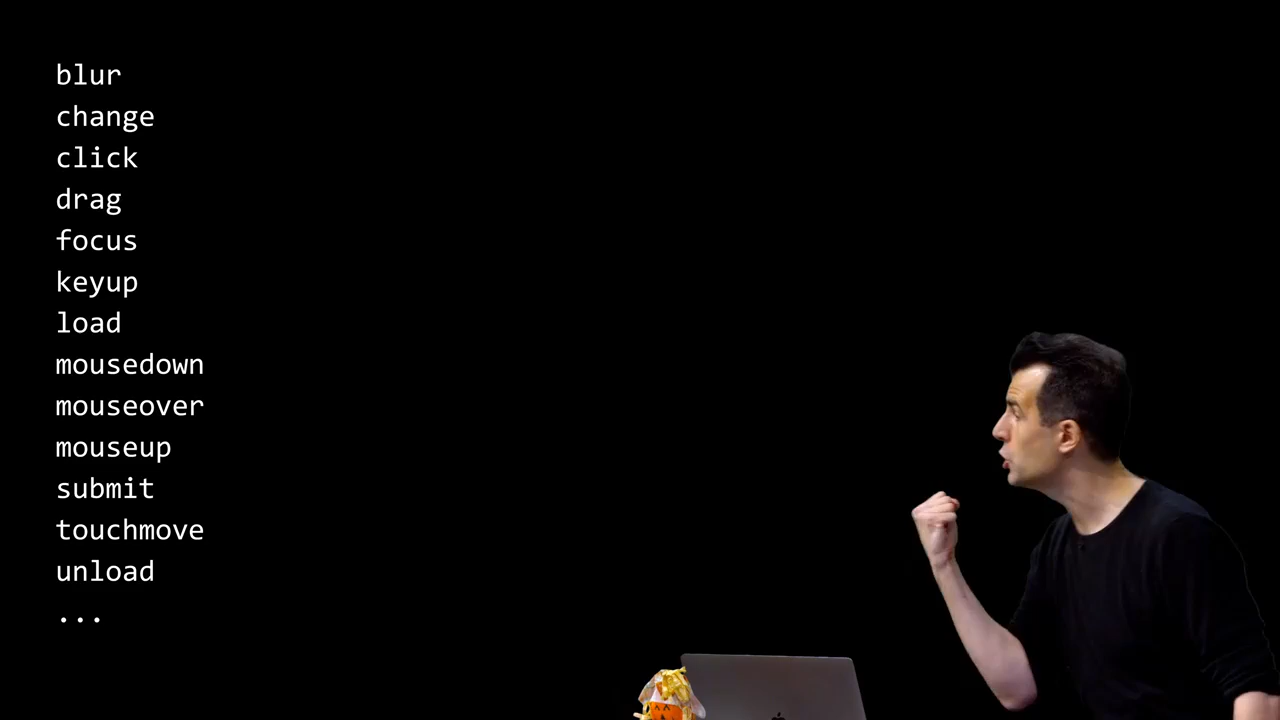 blur
change
click
drag
focus
keyup
load
mousedown
mouseover
mouseup
submit
touchmove
unload
...